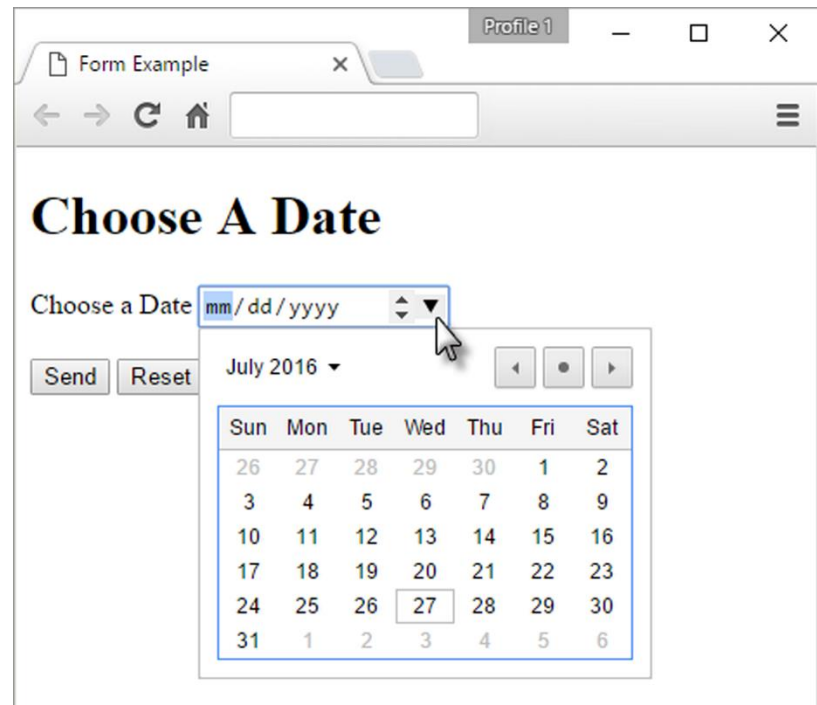 Profile 1
Form Example
Choose A Date
Choose a Date mm/dd/yyyy
Send Reset
July 2016
Sun Mon Tue Wed Thu Fri Sat
26 27 28 29 30 1 2
3 4 5 6 7 8 9
10 11 12 13 14 15 16
17 18 19 20 21 22 23
24 25 26 27 28 29 30
31 1 2 3 4 5 6